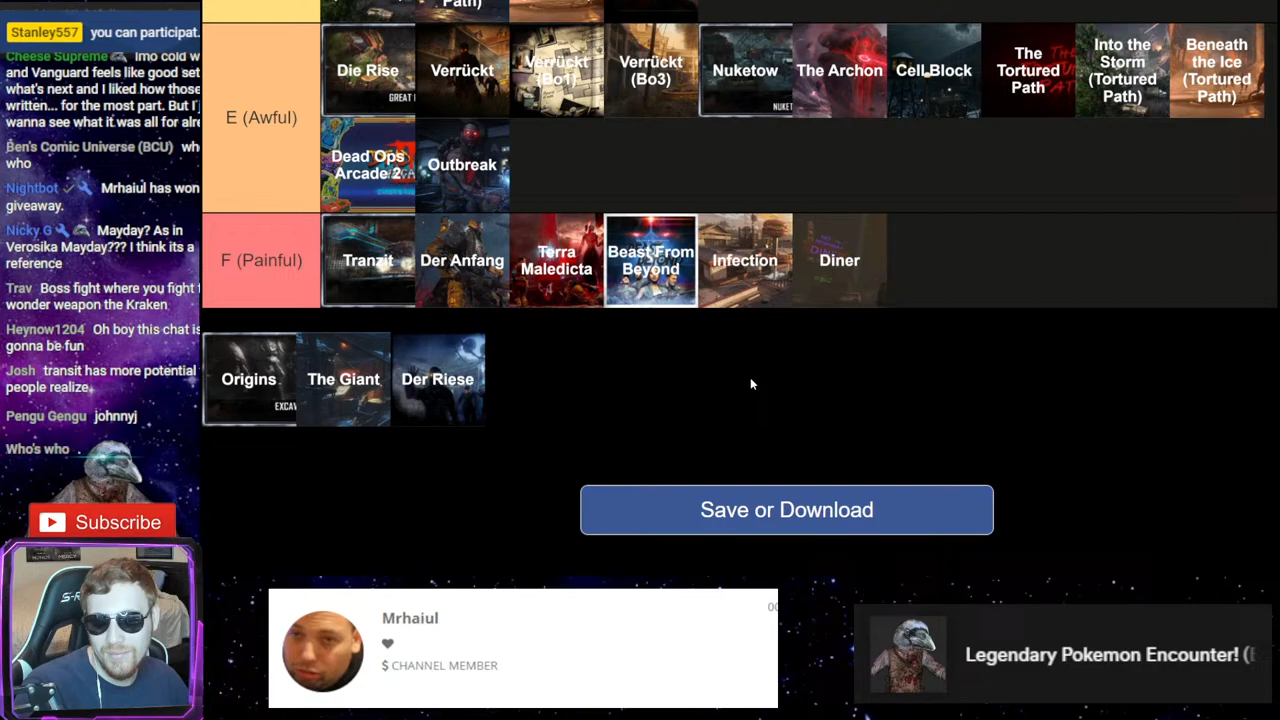 Path)
Stanley557 you can participat.
Cheese Supreme Imo cold w
and Vanguard feels like good set
what's next and I liked how those
written... for the most part. But I'
wanna see what it was all for alre
Ben's Comic Universe (BCU) wh
who
Nightbot Mrhaiul has won
giveaway.
Nicky G Mayday? As in
Verosika Mayday??? I think its a
reference
Trav Boss fight where you fight
wonder weapon the Kraken
Heynow1204 Oh boy this chat is
gonna be fun
Josh transit has more potential
people realize.
Pengu Gengu johnnyj
Who's who
Subscribe
E (Awful)
Die Rise
GREAT
Verrückt
Verrückt
(Bo1)
Verrückt
(Bo3)
Nuketow
NUKET
The Archon
Cell Block
The
Tortured
Path
Into the
Storm
(Tortured
Path)
Beneath
the Ice
(Tortured
Path)
Dead Ops
Arcade 2
Outbreak
F (Painful)
Tranzit
Der Anfang
Terra
Maledicta
Beast From
Beyond
Infection
Diner
Origins
EXCAV
The Giant
Der Riese
Save or Download
Mrhaiul
$ CHANNEL MEMBER
00
Legendary Pokemon Encounter! (